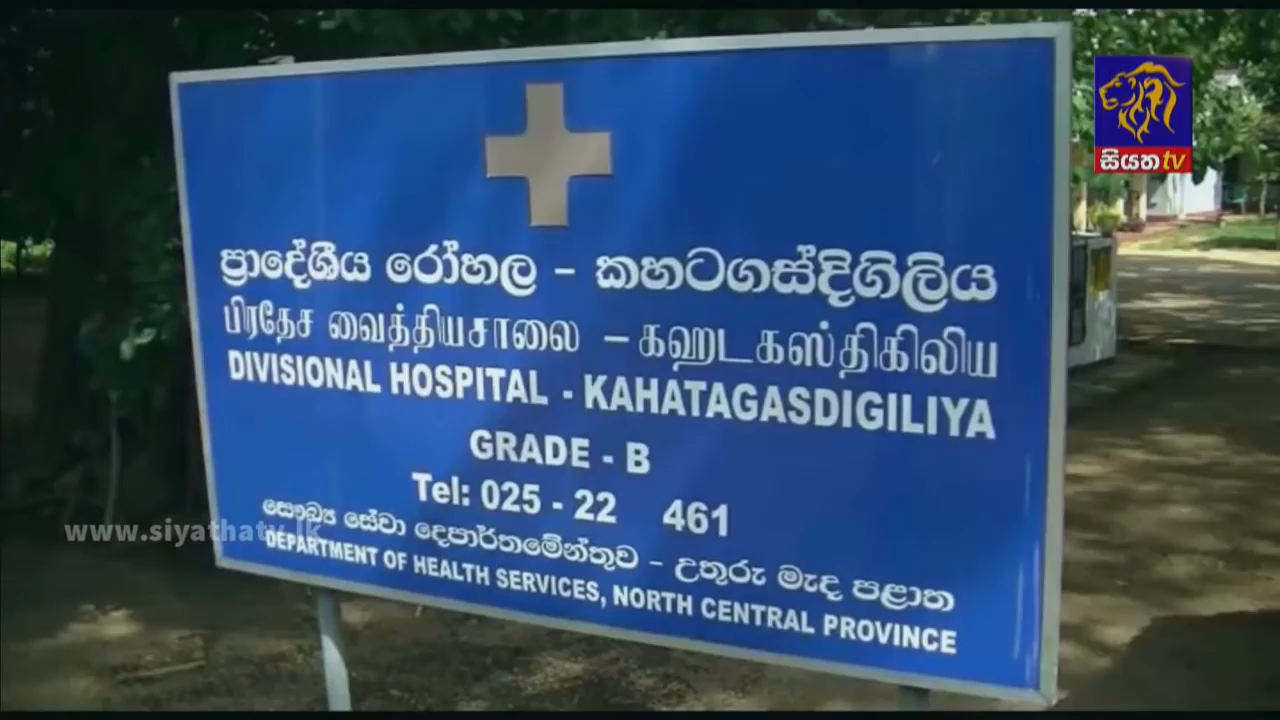 සියත tv
ප්‍රාදේශීය රෝහල - කහටගස්දිගිලිය
பிரதேச வைத்தியசாலை - கஹடகஸ்திகிலிய
DIVISIONAL HOSPITAL - KAHATAGASDIGILIYA
GRADE - B
Tel: 025 - 22 461
සෞඛ්‍ය සේවා දෙපාර්තමේන්තුව - උතුරු මැද පළාත
DEPARTMENT OF HEALTH SERVICES, NORTH CENTRAL PROVINCE
www.siyathatv.lk